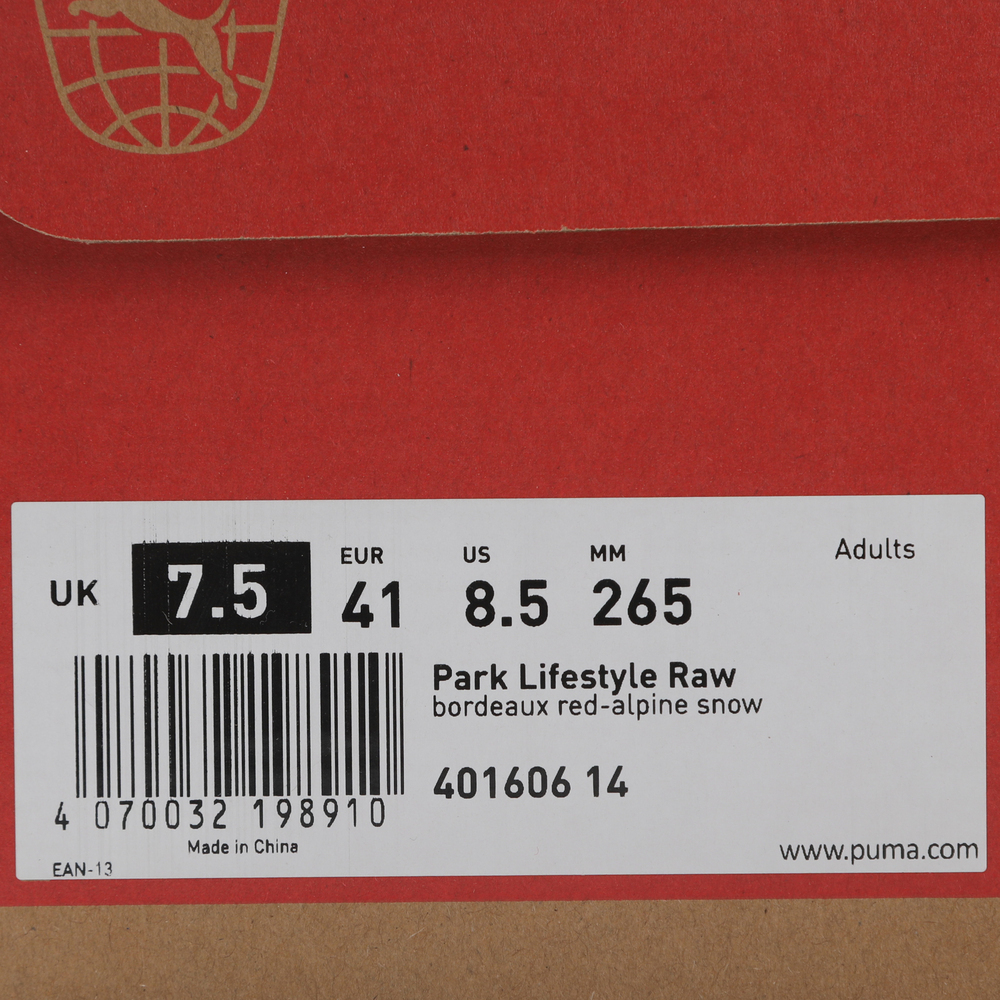 Adults
EUR US MM
UK 7.5 41 8.5 265
Park Lifestyle Raw
bordeaux red-alpine snow
401606 14
4 070032 198910
Made in China
EAN-13
www.puma.com